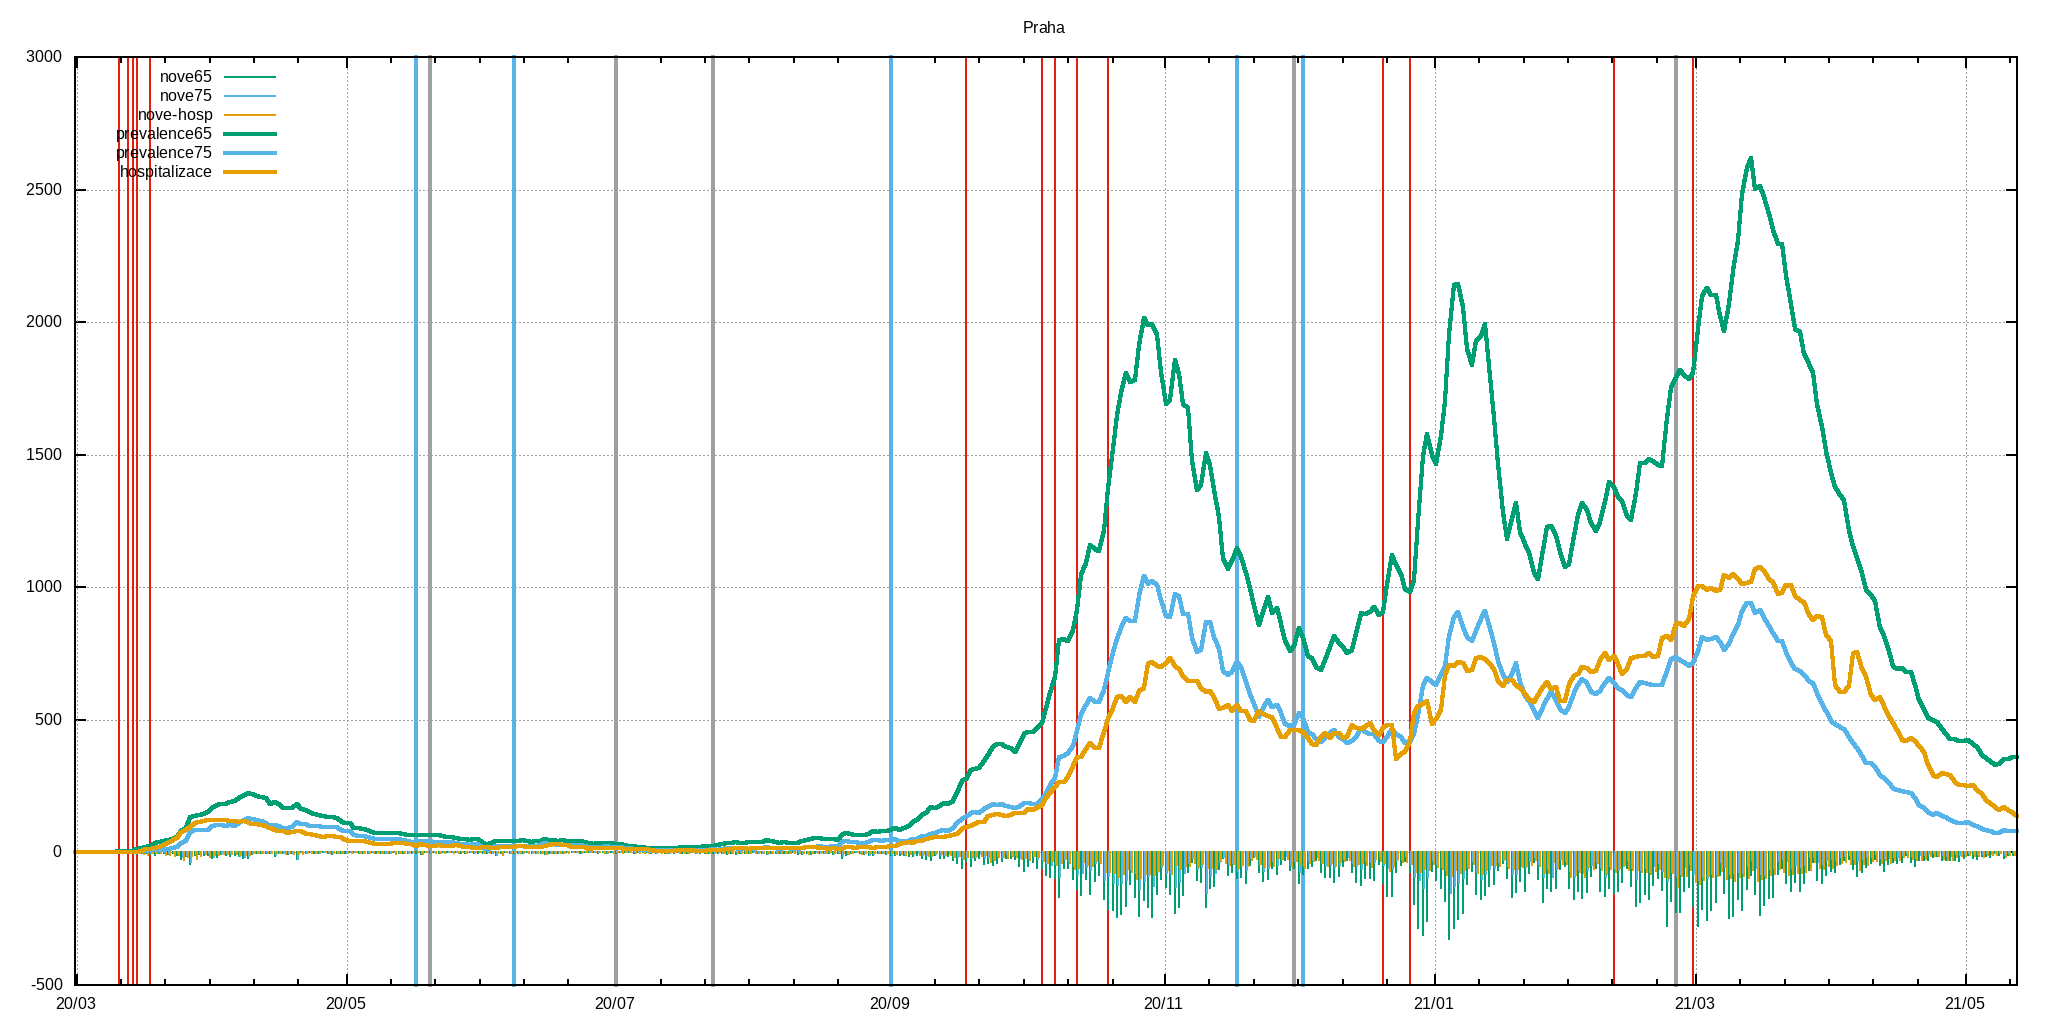 Praha
3000
nove65
nove75
nove-hosp
prevalence65
prevalence75
hospitalizace
2500
2000
1500
1000
500
0
-500
20/03 20/05 20/07 20/09 20/11 21/01 21/03 21/05